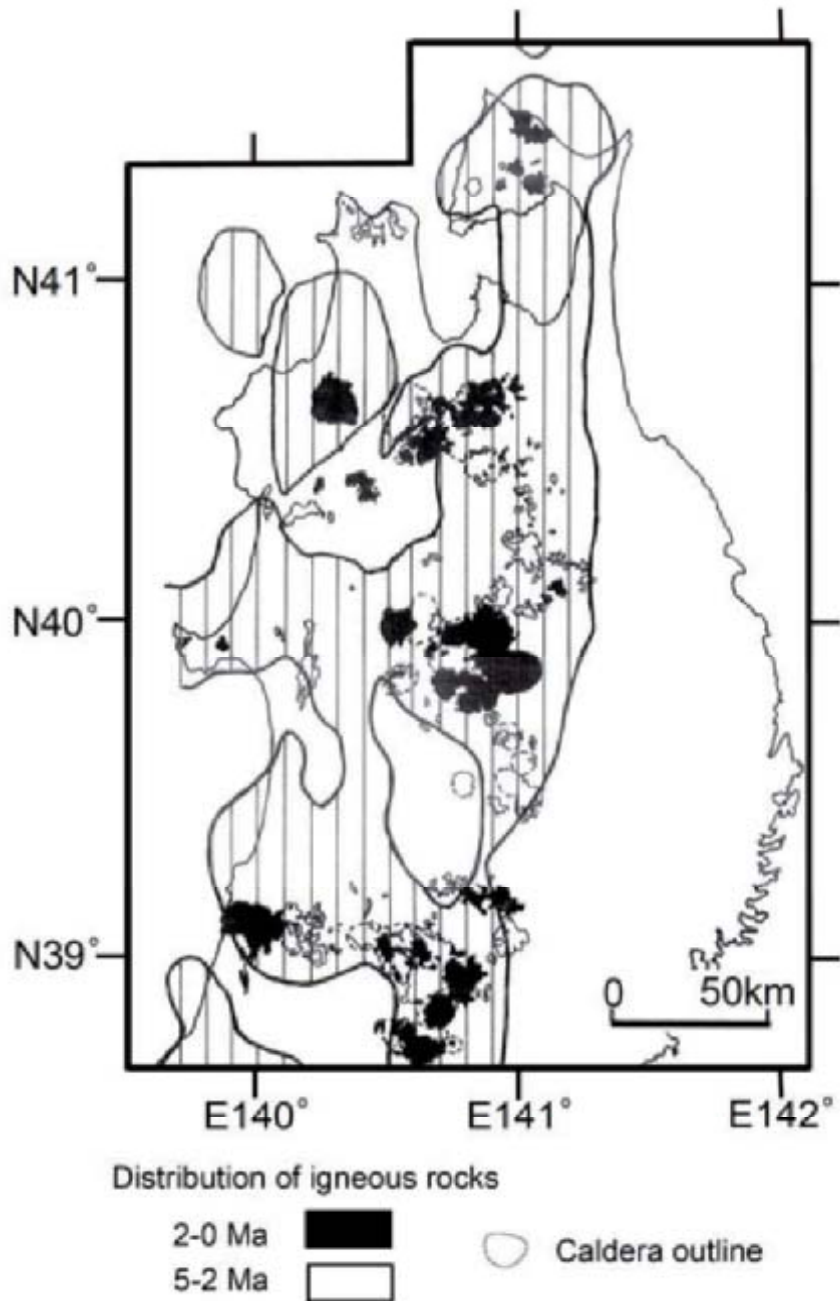 N41°
N40°
N39°
0 50km
E140° E141° E142°
Distribution of igneous rocks
2-0 Ma
Caldera outline
5-2 Ma